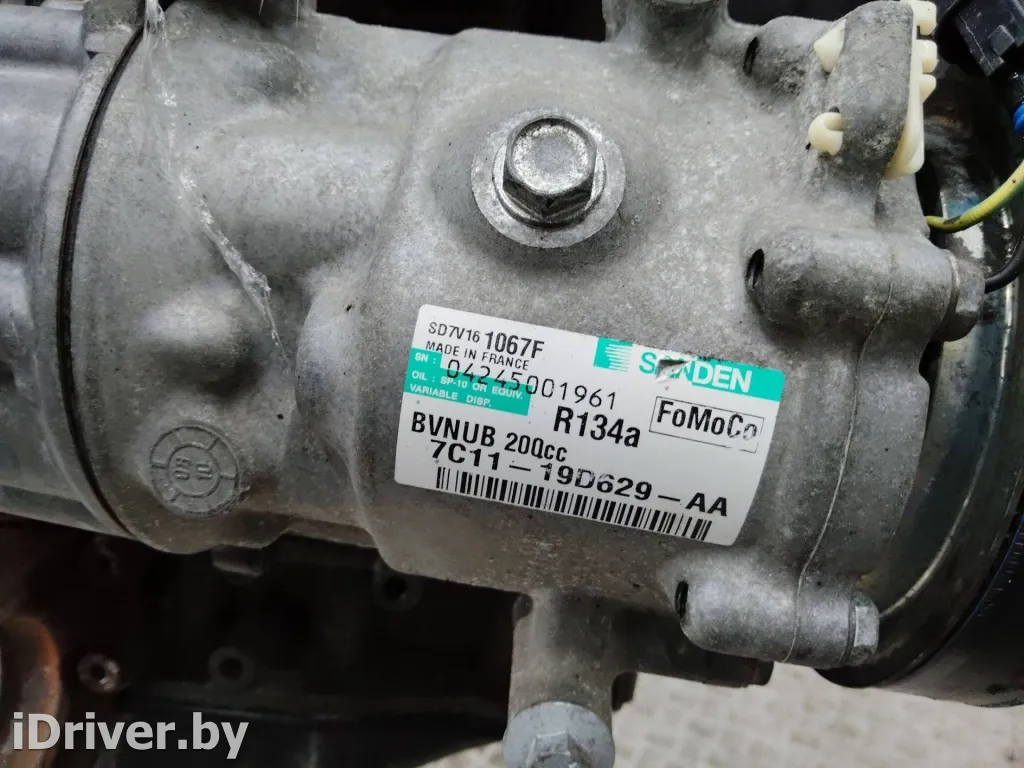 SD7V16 1067F
MADE IN FRANCE
SANDEN
SN : 04245001961
OIL : SP-10 OR EQUIV.
VARIABLE DISP.
R134a
FoMoCo
BVNUB 200cc
7C11-19D629-AA
iDriver.by